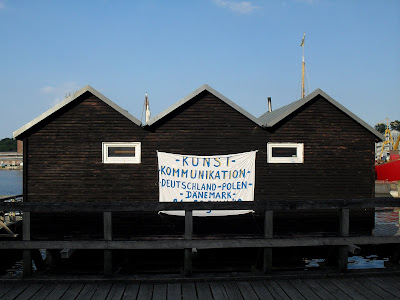 - KUNST -
- KOMMUNIKATION -
- DEUTSCHLAND - POLEN -
- DÄNEMARK -